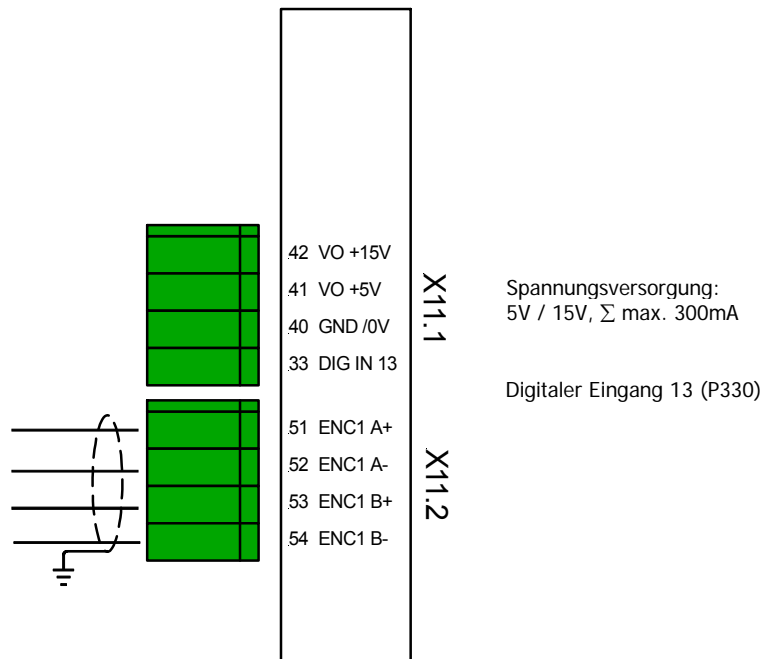 42 VO +15V
41 VO +5V
40 GND /0V
33 DIG IN 13
X11.1
Spannungsversorgung:
5V / 15V, ∑ max. 300mA
Digitaler Eingang 13 (P330)
51 ENC1 A+
52 ENC1 A-
53 ENC1 B+
54 ENC1 B-
X11.2